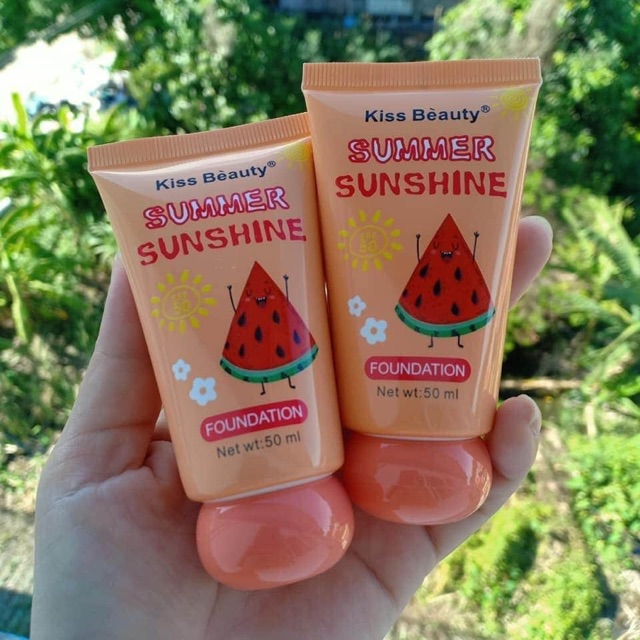 Kiss Bèauty®
SUMMER
SUNSHINE
FOUNDATION
Net wt:50 ml
Kiss Bèauty®
SUMMER
SUNSHINE
FOUNDATION
Net wt:50 ml